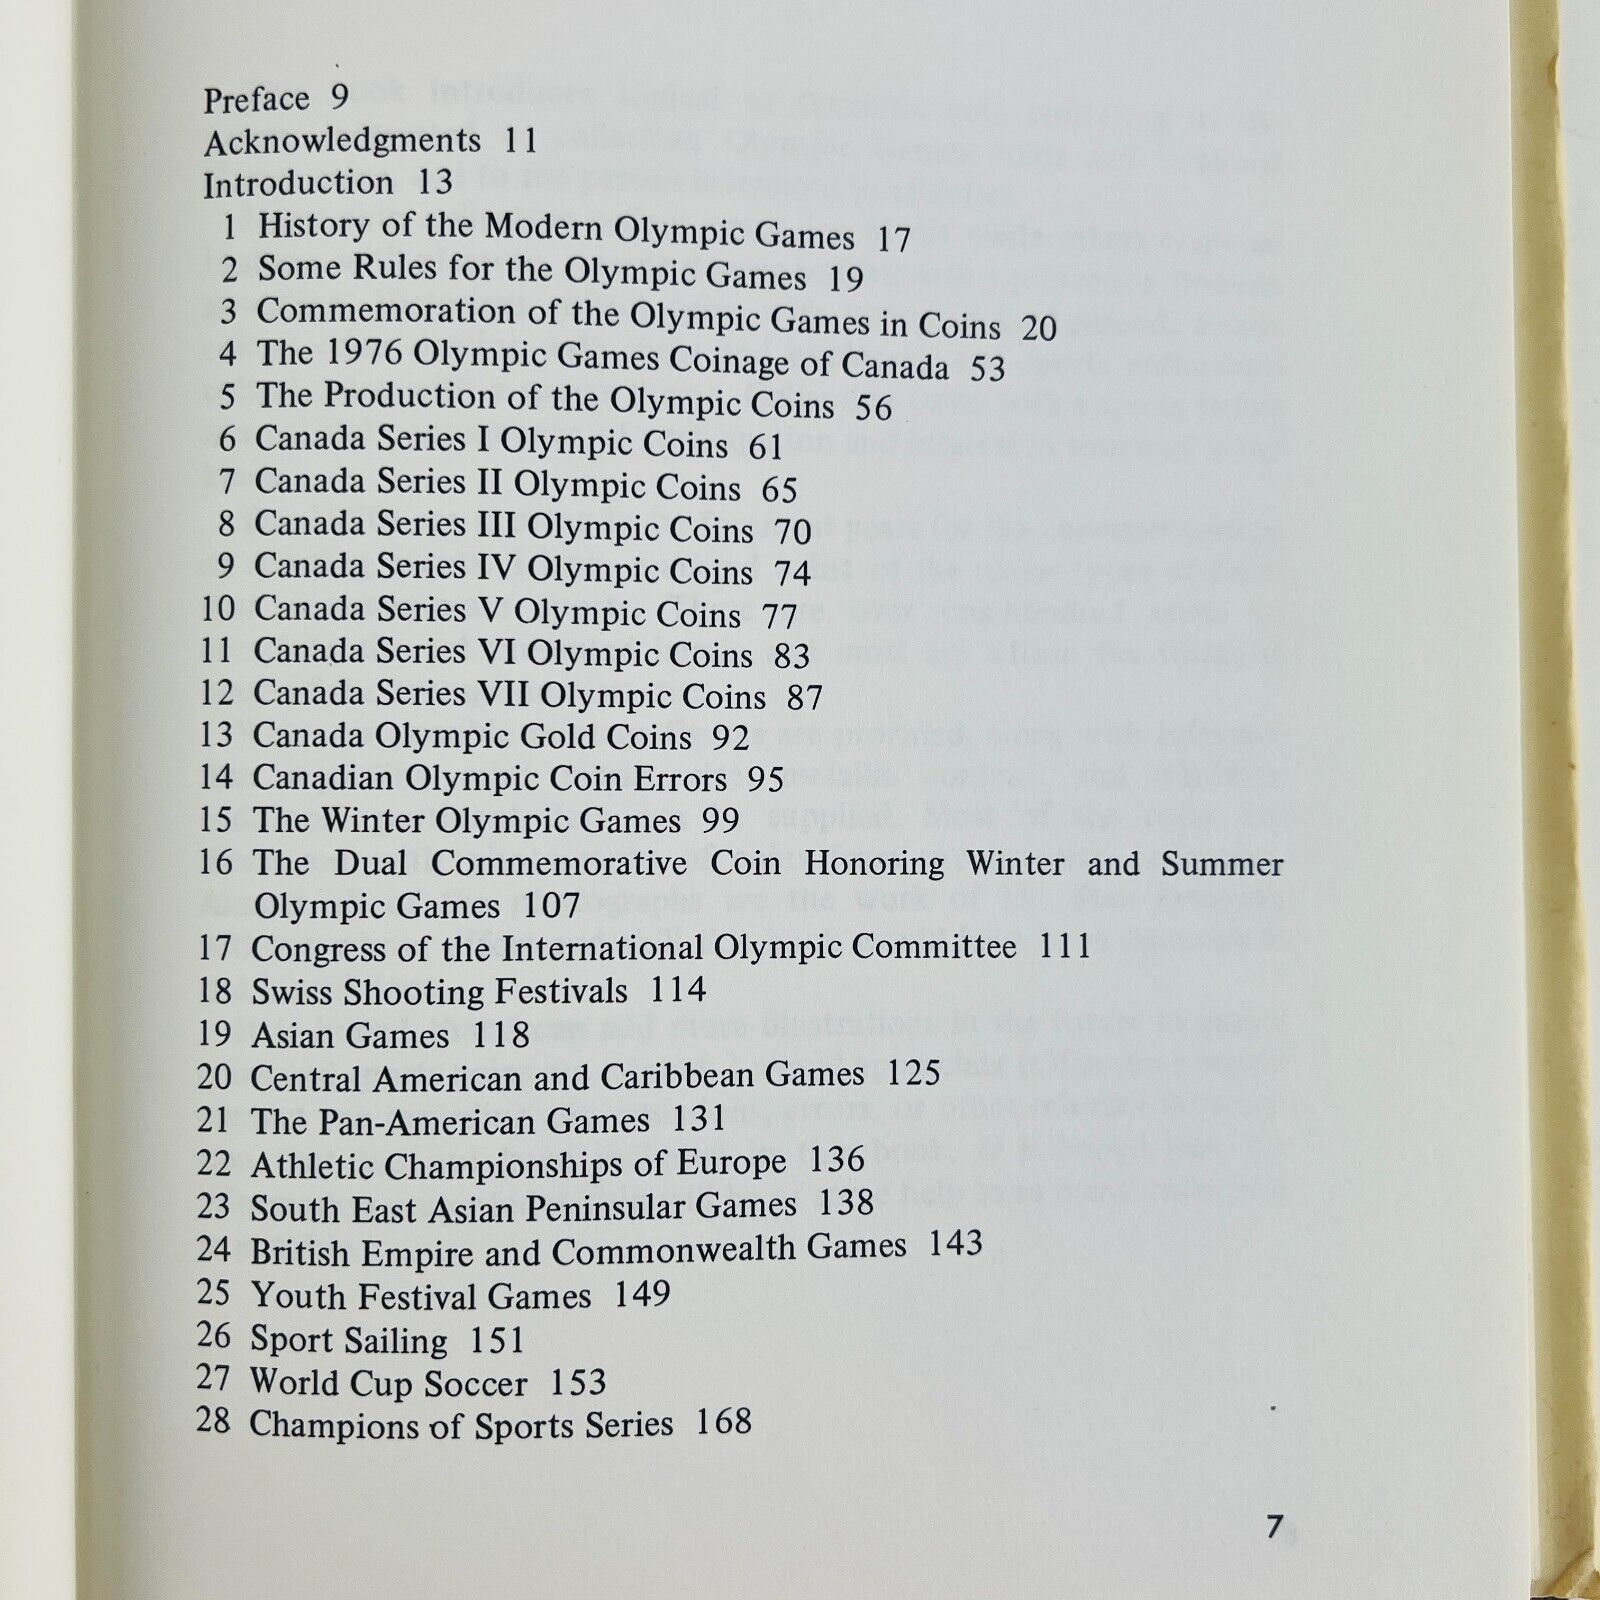 Preface 9
Acknowledgments 11
Introduction 13
1 History of the Modern Olympic Games 17
2 Some Rules for the Olympic Games 19
3 Commemoration of the Olympic Games in Coins 20
4 The 1976 Olympic Games Coinage of Canada 53
5 The Production of the Olympic Coins 56
6 Canada Series I Olympic Coins 61
7 Canada Series II Olympic Coins 65
8 Canada Series III Olympic Coins 70
9 Canada Series IV Olympic Coins 74
10 Canada Series V Olympic Coins 77
11 Canada Series VI Olympic Coins 83
12 Canada Series VII Olympic Coins 87
13 Canada Olympic Gold Coins 92
14 Canadian Olympic Coin Errors 95
15 The Winter Olympic Games 99
16 The Dual Commemorative Coin Honoring Winter and Summer
Olympic Games 107
17 Congress of the International Olympic Committee 111
18 Swiss Shooting Festivals 114
19 Asian Games 118
20 Central American and Caribbean Games 125
21 The Pan-American Games 131
22 Athletic Championships of Europe 136
23 South East Asian Peninsular Games 138
24 British Empire and Commonwealth Games 143
25 Youth Festival Games 149
26 Sport Sailing 151
27 World Cup Soccer 153
28 Champions of Sports Series 168
7